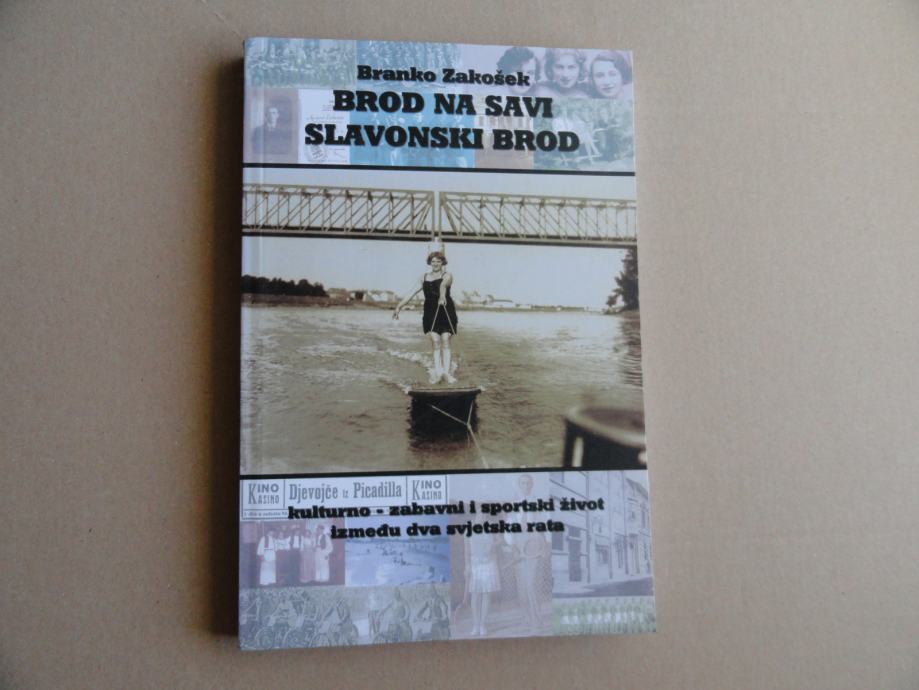 Branko Zakošek
BROD NA SAVI
SLAVONSKI BROD
KINO
KASINO
Djevojče iz Picadilla
KINO
KASINO
kulturno - zabavni i sportski život
između dva svjetska rata